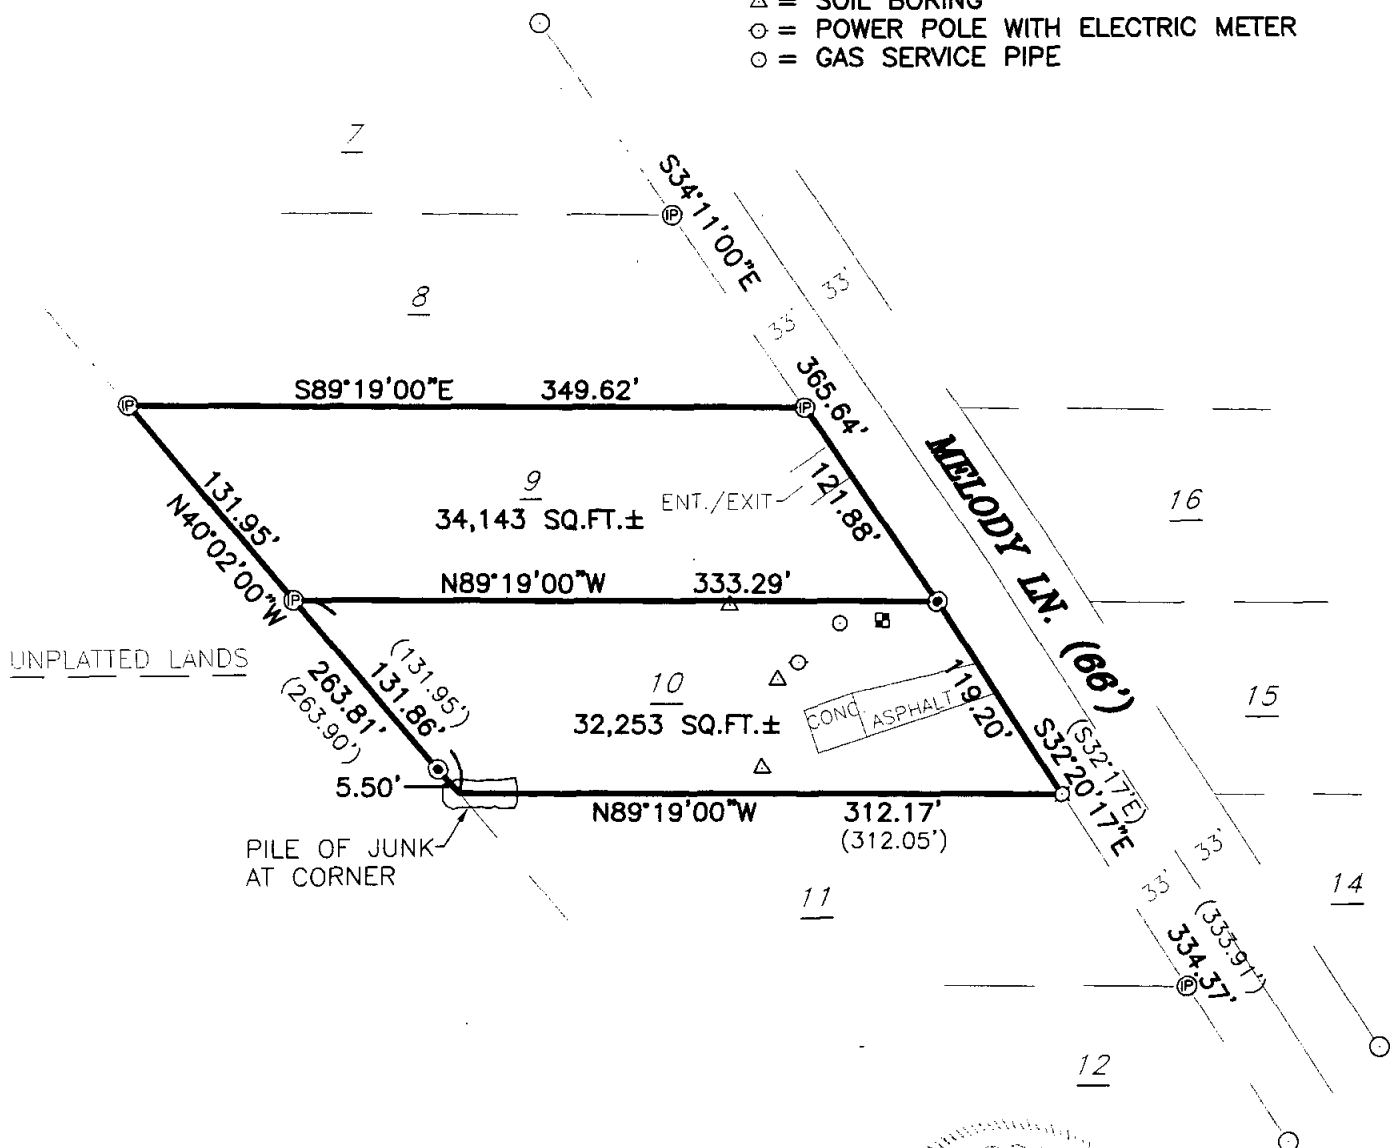 △ = SOIL BORING
= POWER POLE WITH ELECTRIC METER
= GAS SERVICE PIPE
7
S34°11'00"E
8
33'
33'
S89°19'00"E 349.62'
365.64'
MELODY LN. (66')
131.95'
N40°02'00"W
9
34,143 SQ.FT.±
ENT./EXIT
121.88'
16
N89°19'00"W 333.29'
UNPLATTED LANDS
(131.95')
131.86'
263.81'
(263.90')
10
32,253 SQ.FT.±
CONC.
ASPHALT
119.20'
15
5.50'
N89°19'00"W 312.17'
(312.05')
(S32°17'E)
S32°20'17"E
PILE OF JUNK
AT CORNER
33'
33'
11
14
(333.91')
334.37'
12
IP
IP
IP
IP
IP